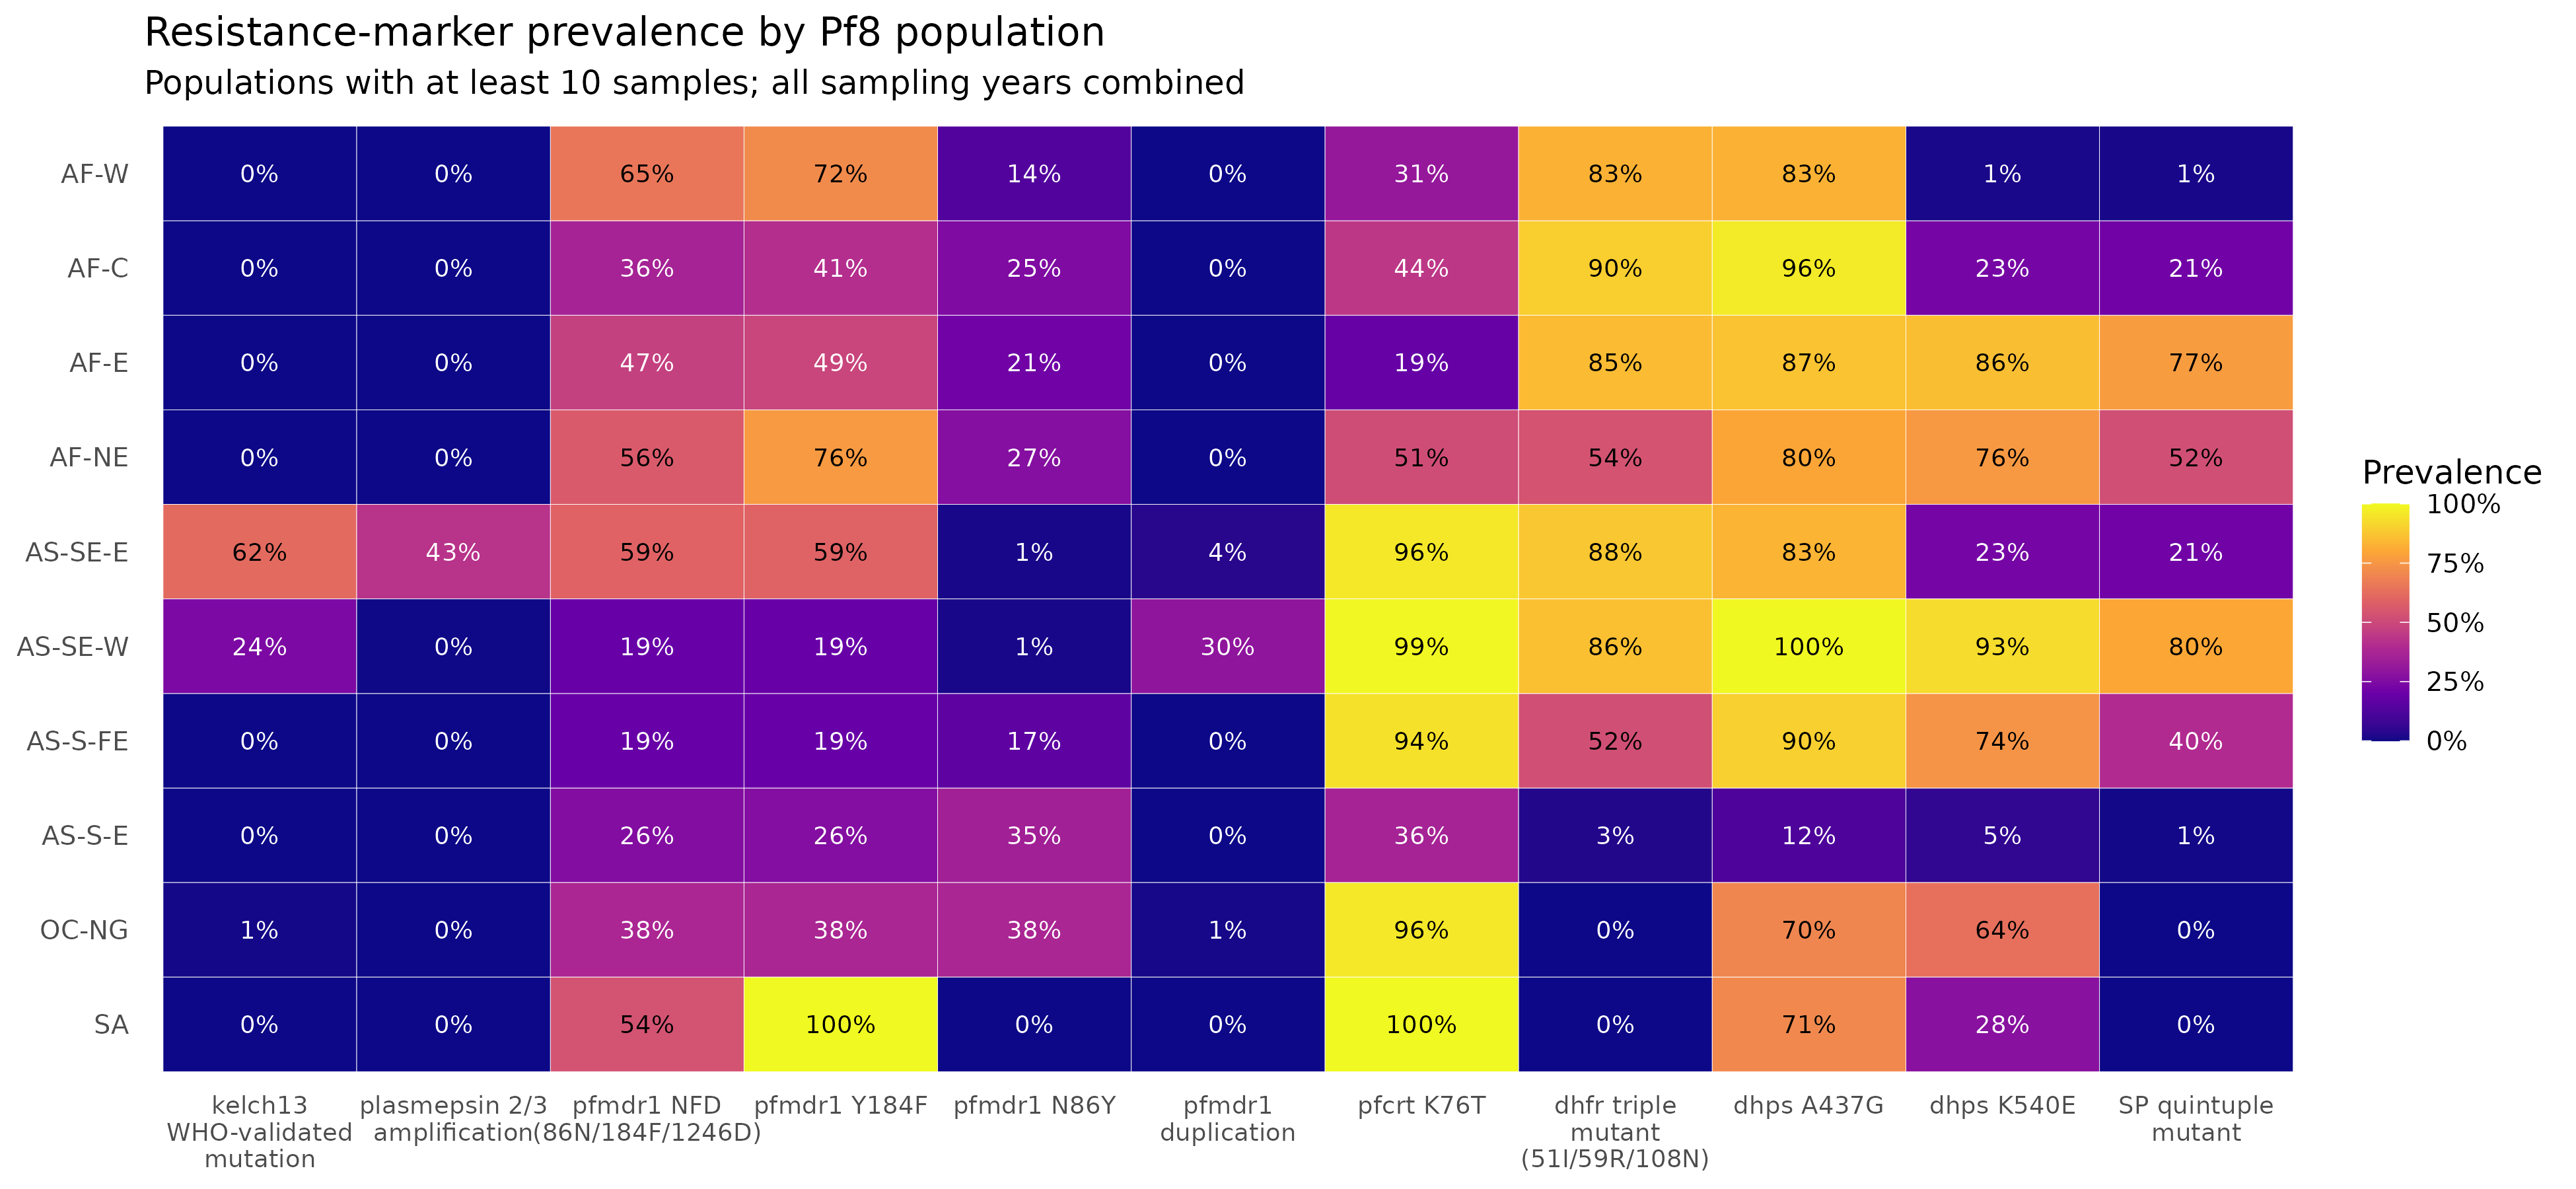 Resistance-marker prevalence by Pf8 population
Populations with at least 10 samples; all sampling years combined
AF-W 0% 0% 65% 72% 14% 0% 31% 83% 83% 1% 1%
AF-C 0% 0% 36% 41% 25% 0% 44% 90% 96% 23% 21%
AF-E 0% 0% 47% 49% 21% 0% 19% 85% 87% 86% 77%
AF-NE 0% 0% 56% 76% 27% 0% 51% 54% 80% 76% 52%
AS-SE-E 62% 43% 59% 59% 1% 4% 96% 88% 83% 23% 21%
AS-SE-W 24% 0% 19% 19% 1% 30% 99% 86% 100% 93% 80%
AS-S-FE 0% 0% 19% 19% 17% 0% 94% 52% 90% 74% 40%
AS-S-E 0% 0% 26% 26% 35% 0% 36% 3% 12% 5% 1%
OC-NG 1% 0% 38% 38% 38% 1% 96% 0% 70% 64% 0%
SA 0% 0% 54% 100% 0% 0% 100% 0% 71% 28% 0%
kelch13
WHO-validated
mutation
plasmepsin 2/3
amplification
pfmdr1 NFD
(86N/184F/1246D)
pfmdr1 Y184F
pfmdr1 N86Y
pfmdr1
duplication
pfcrt K76T
dhfr triple
mutant
(51I/59R/108N)
dhps A437G
dhps K540E
SP quintuple
mutant
Prevalence
100%
75%
50%
25%
0%